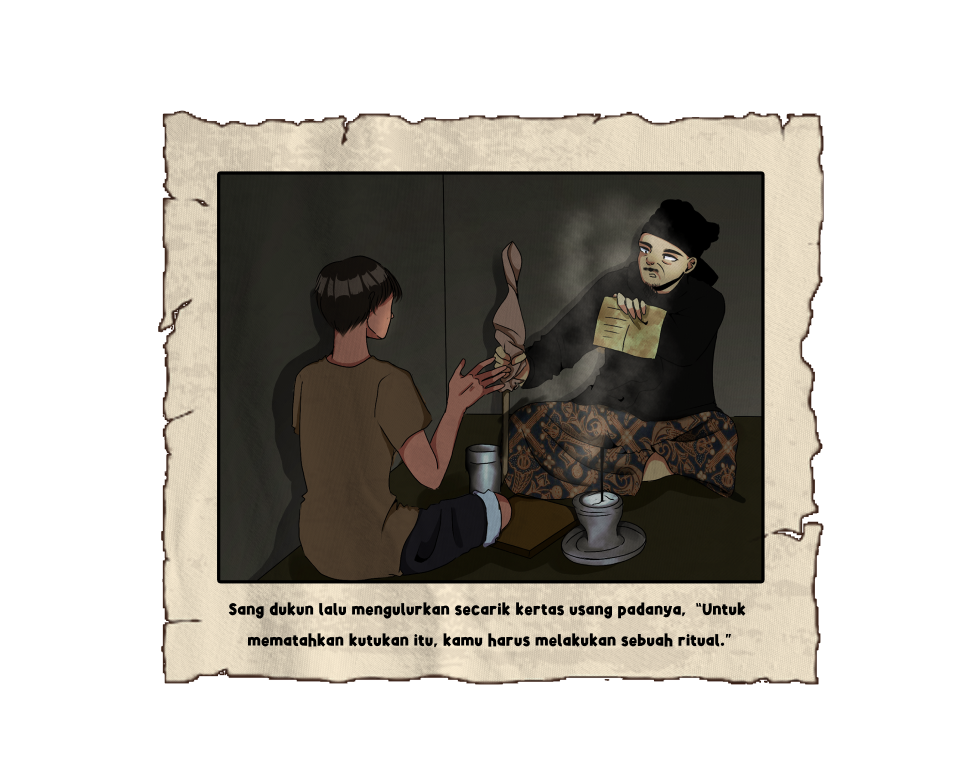 Sang dukun lalu mengulurkan secarik kertas usang padanya, “Untuk
mematahkan kutukan itu, kamu harus melakukan sebuah ritual.”